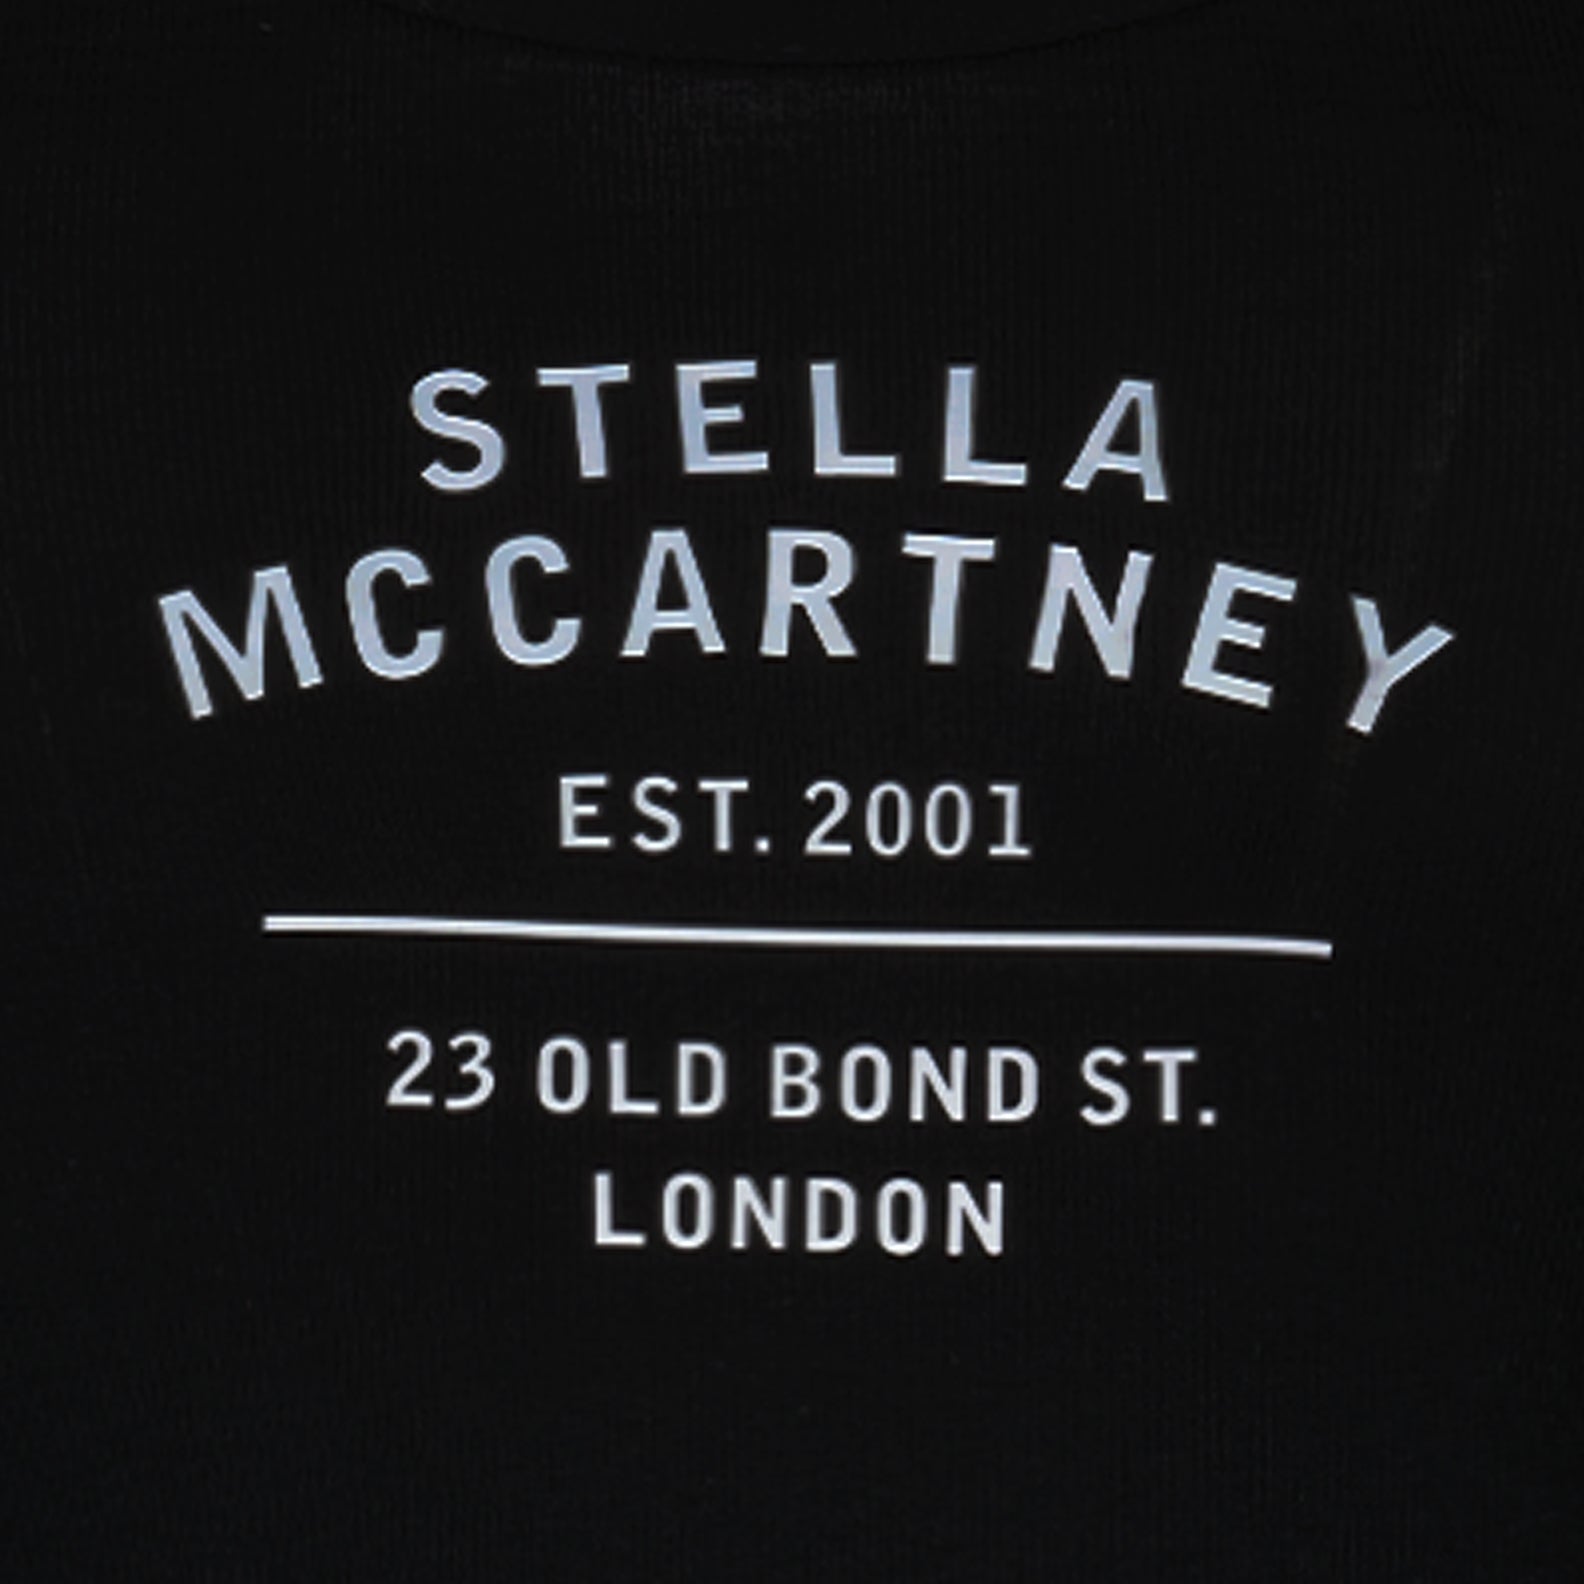 STELLA
MCCARTNEY
EST. 2001
23 OLD BOND ST.
LONDON